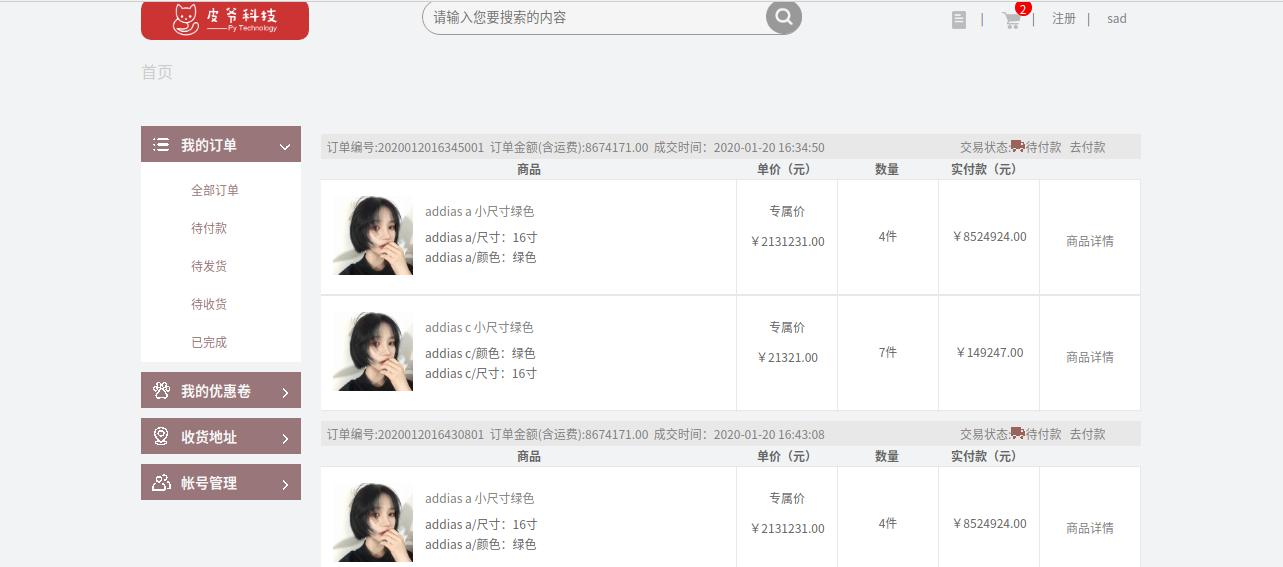 皮爷科技
Py Technology
请输入您要搜索的内容
| 2 | 注册 | sad
首页
我的订单
全部订单
待付款
待发货
待收货
已完成
我的优惠卷
收货地址
帐号管理
订单编号:2020012016345001 订单金额(含运费):8674171.00 成交时间：2020-01-20 16:34:50 交易状态:待付款 去付款
商品 单价（元） 数量 实付款（元）
addias a 小尺寸绿色
addias a/尺寸：16寸
addias a/颜色：绿色
专属价
￥2131231.00
4件
￥8524924.00
商品详情
addias c 小尺寸绿色
addias c/颜色：绿色
addias c/尺寸：16寸
专属价
￥21321.00
7件
￥149247.00
商品详情
订单编号:2020012016430801 订单金额(含运费):8674171.00 成交时间：2020-01-20 16:43:08 交易状态:待付款 去付款
商品 单价（元） 数量 实付款（元）
addias a 小尺寸绿色
addias a/尺寸：16寸
addias a/颜色：绿色
专属价
￥2131231.00
4件
￥8524924.00
商品详情